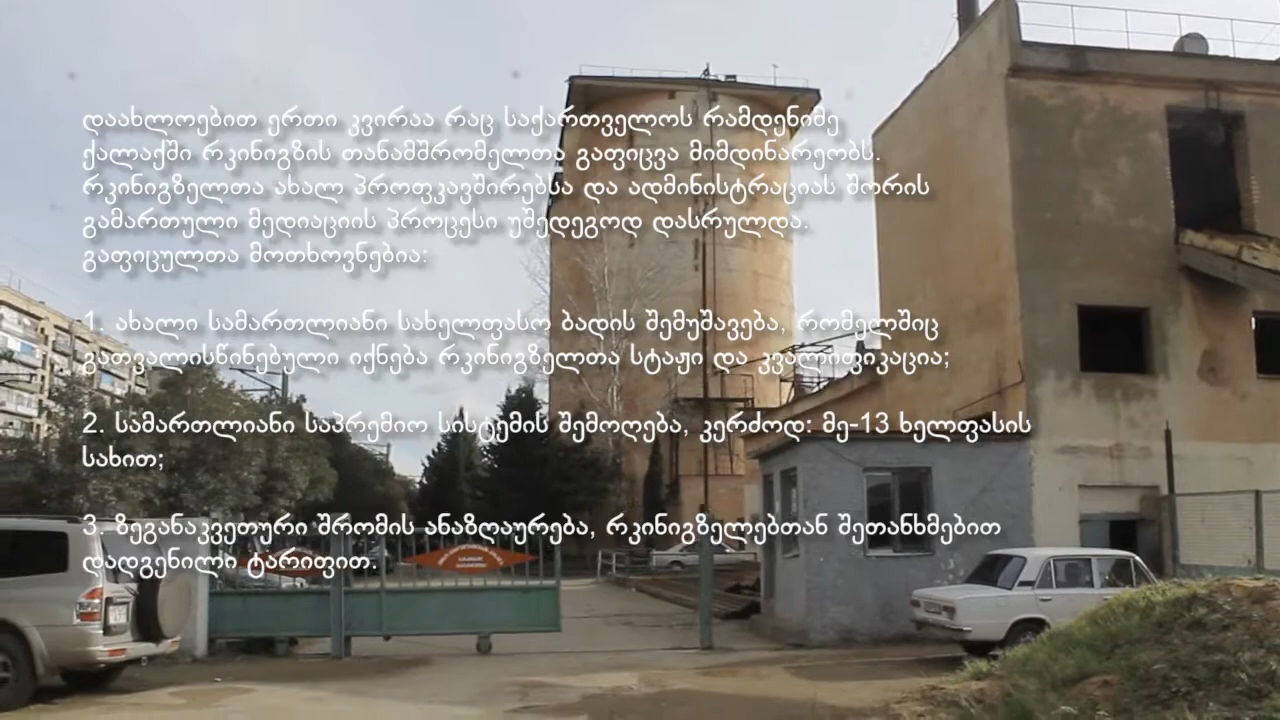 დაახლოებით ერთი კვირაა რაც საქართველოს რამდენიმე
ქალაქში რკინიგზის თანამშრომელთა გაფიცვა მიმდინარეობს.
რკინიგზელთა ახალ პროფკავშირებსა და ადმინისტრაციას შორის
გამართული მედიაციის პროცესი უშედეგოდ დასრულდა.
გაფიცულთა მოთხოვნებია:
1. ახალი სამართლიანი სახელფასო ბადის შემუშავება, რომელშიც
გათვალისწინებული იქნება რკინიგზელთა სტაჟი და კვალიფიკაცია;
2. სამართლიანი საპრემიო სისტემის შემოღება, კერძოდ: მე-13 ხელფასის
სახით;
3. ზეგანაკვეთური შრომის ანაზღაურება, რკინიგზელებთან შეთანხმებით
დადგენილი ტარიფით.